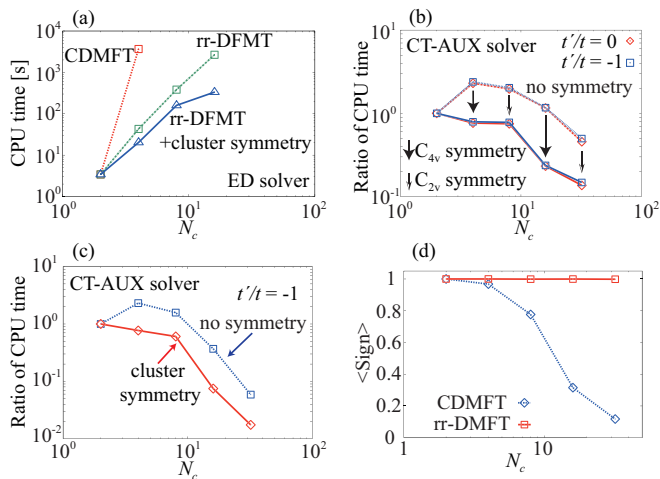 (a)
CPU time [s]
10^5
10^4
10^3
10^2
10^1
10^0
CDMFT
rr-DFMT
rr-DFMT
+cluster symmetry
ED solver
10^0
10^1
10^2
N_c
(b)
Ratio of CPU time
10^1
10^0
10^-1
CT-AUX solver
t′/t = 0
t′/t = -1
no symmetry
C_4v symmetry
C_2v symmetry
10^0
10^1
10^2
N_c
(c)
Ratio of CPU time
10^2
10^1
10^0
10^-1
10^-2
CT-AUX solver
t′/t = -1
no symmetry
cluster
symmetry
10^0
10^1
10^2
N_c
(d)
<Sign>
1
0.8
0.6
0.4
0.2
0
CDMFT
rr-DMFT
1
10
N_c